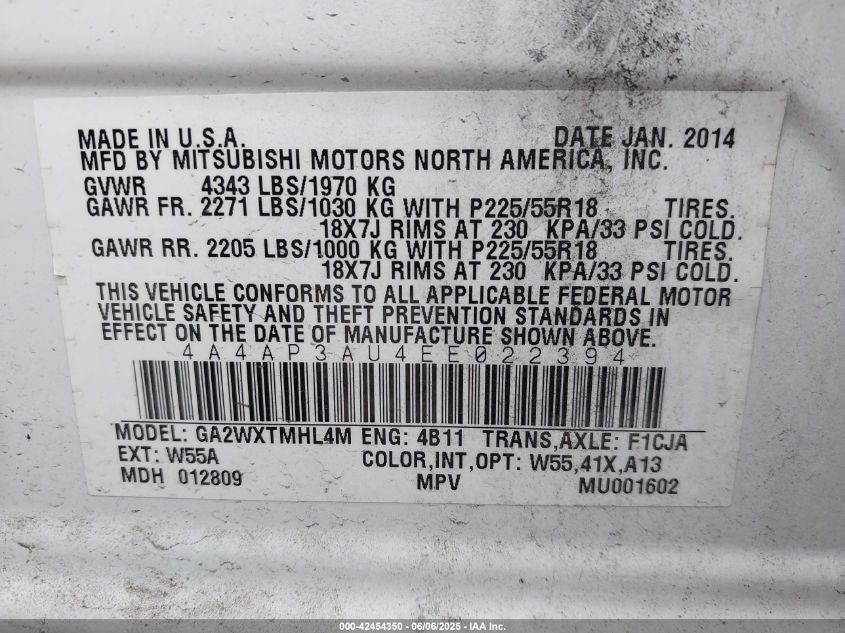 MADE IN U.S.A. DATE JAN. 2014
MFD BY MITSUBISHI MOTORS NORTH AMERICA, INC.
GVWR 4343 LBS/1970 KG
GAWR FR. 2271 LBS/1030 KG WITH P225/55R18 TIRES.
18X7J RIMS AT 230 KPA/33 PSI COLD.
GAWR RR. 2205 LBS/1000 KG WITH P225/55R18 TIRES.
18X7J RIMS AT 230 KPA/33 PSI COLD.
THIS VEHICLE CONFORMS TO ALL APPLICABLE FEDERAL MOTOR
VEHICLE SAFETY AND THEFT PREVENTION STANDARDS IN
EFFECT ON THE DATE OF MANUFACTURE SHOWN ABOVE.
4A4AP3AU4EE022394
MODEL: GA2WXTMHL4M ENG: 4B11 TRANS,AXLE: F1CJA
EXT: W55A COLOR,INT,OPT: W55,41X,A13
MDH 012809 MPV MU001602
000-42454350 - 06/06/2025 - IAA Inc.